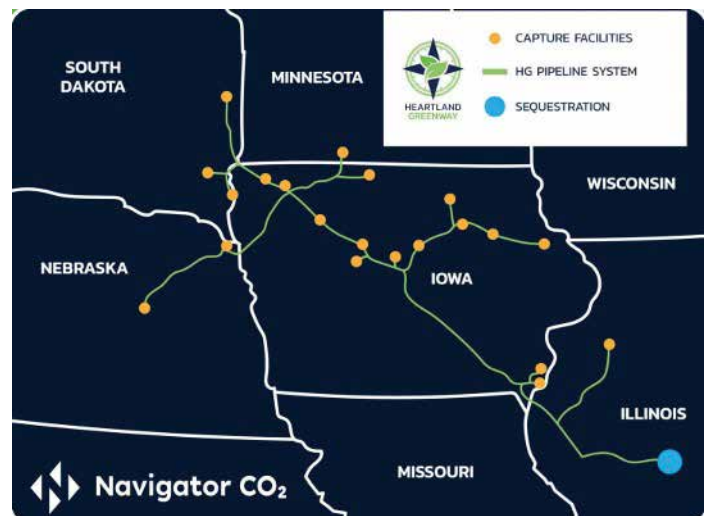 SOUTH
DAKOTA
MINNESOTA
HEARTLAND
GREENWAY
CAPTURE FACILITIES
HG PIPELINE SYSTEM
SEQUESTRATION
WISCONSIN
NEBRASKA
IOWA
ILLINOIS
MISSOURI
Navigator CO₂